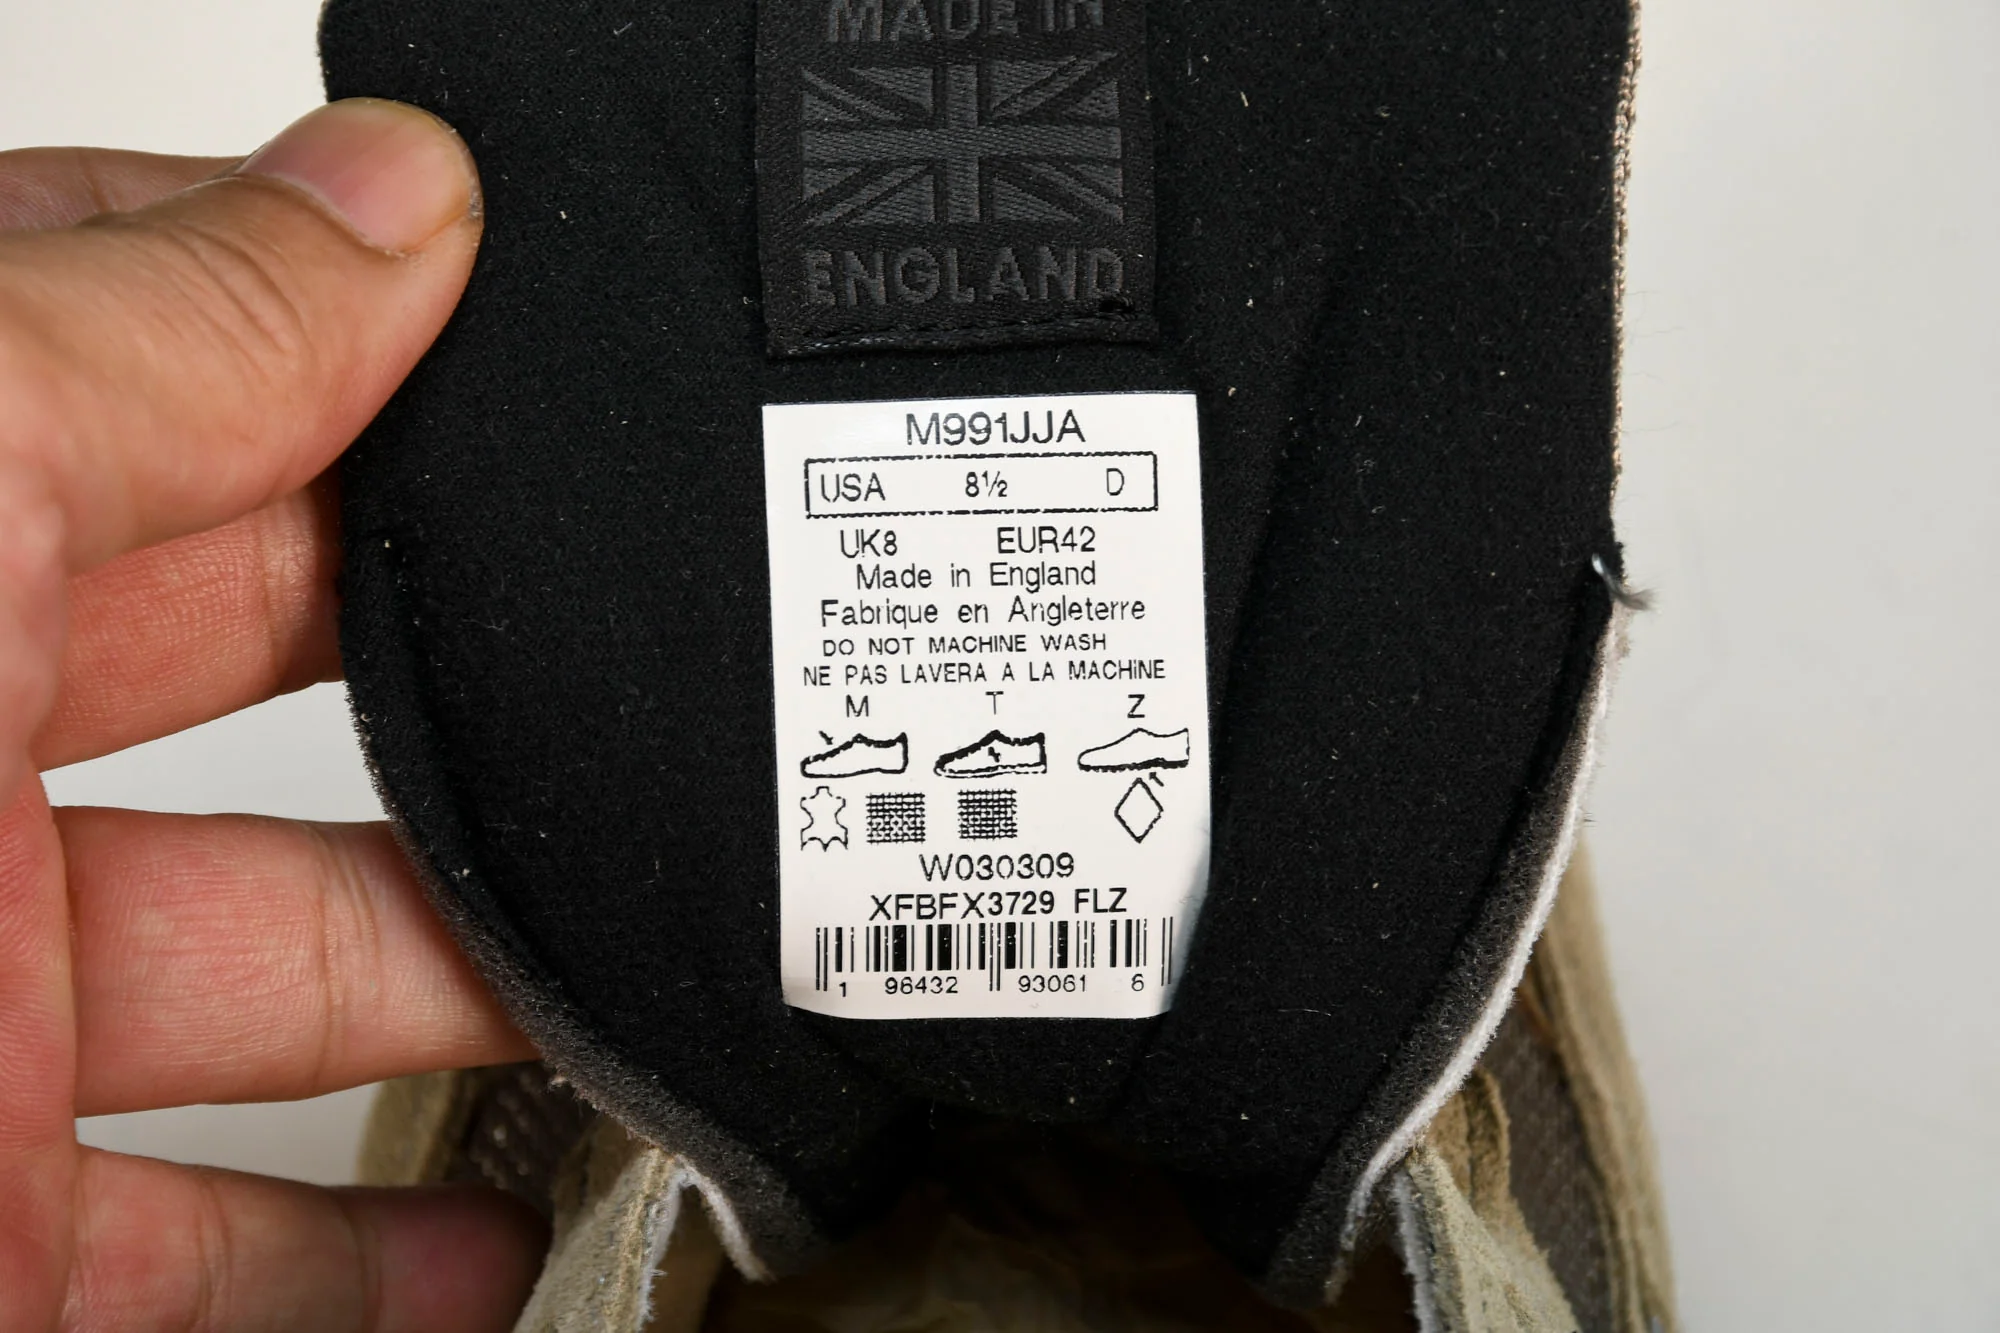 MADE IN
ENGLAND
M991JJA
USA 8½ D
UK8 EUR42
Made in England
Fabrique en Angleterre
DO NOT MACHINE WASH
NE PAS LAVERA A LA MACHINE
M T Z
W030309
XFBFX3729 FLZ
1 96432 93061 6